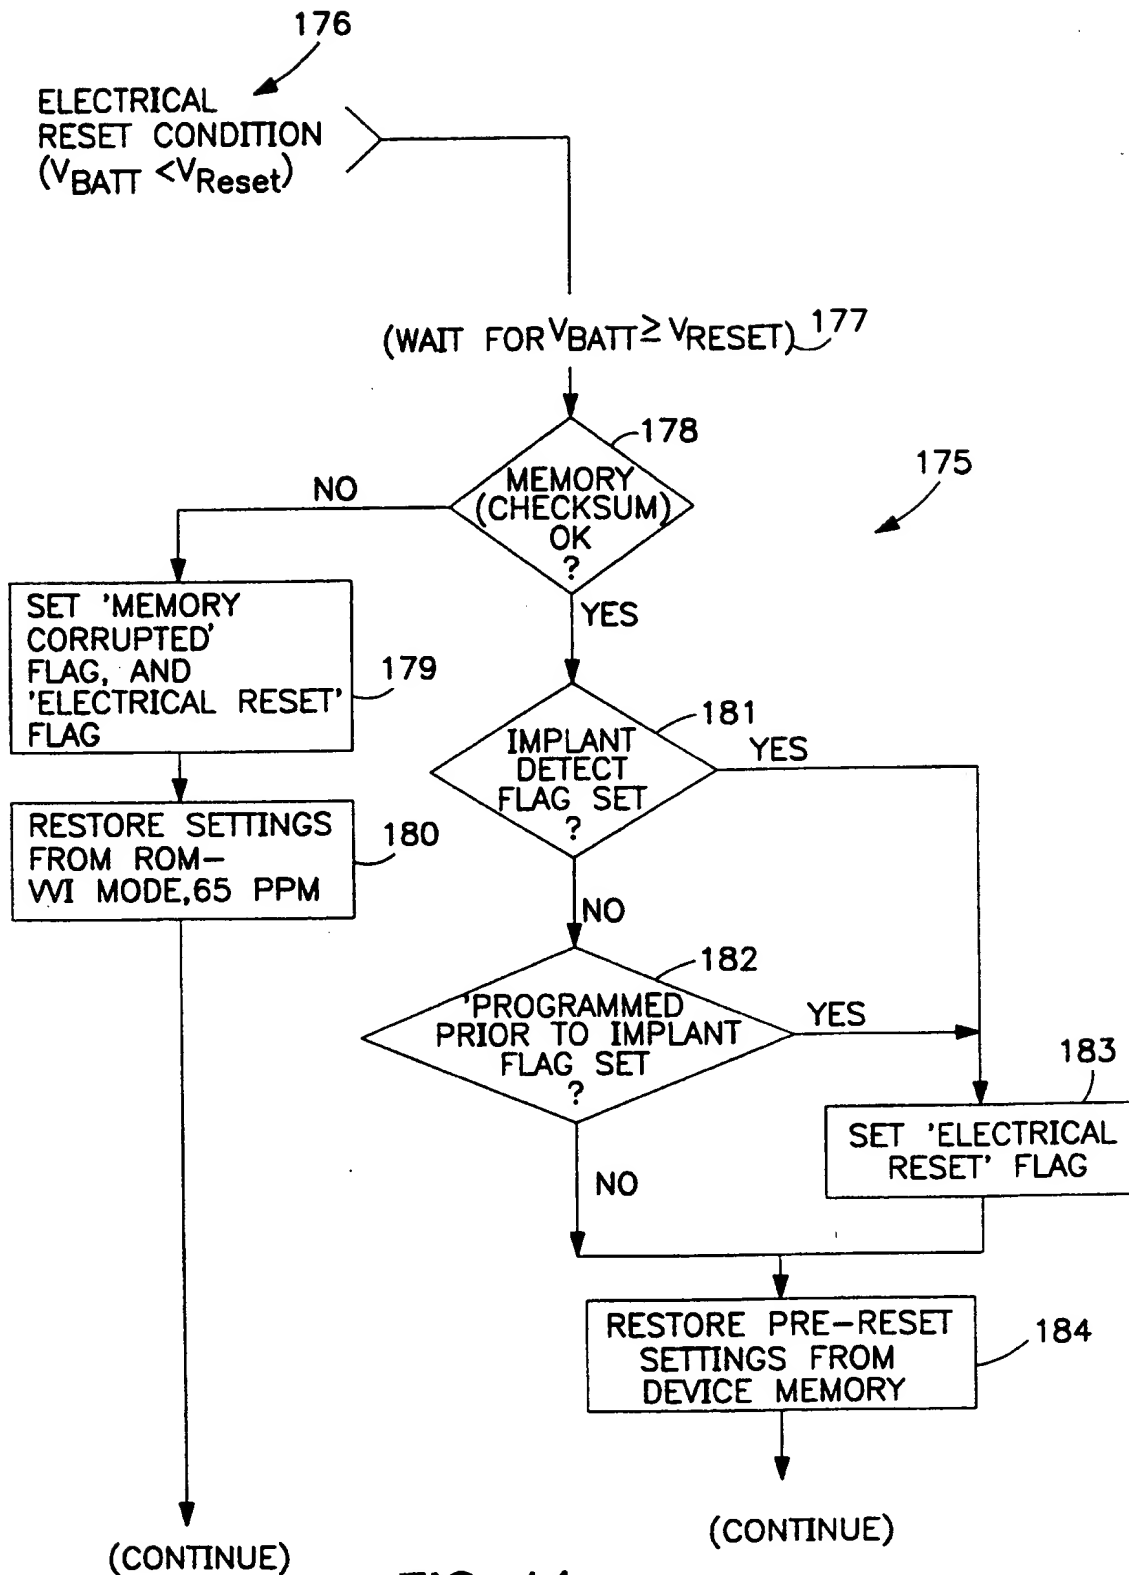 176
ELECTRICAL
RESET CONDITION
(VBATT <VReset)
(WAIT FOR VBATT ≥ VRESET) 177
178
MEMORY
(CHECKSUM)
OK
?
NO
YES
175
SET 'MEMORY
CORRUPTED'
FLAG, AND
'ELECTRICAL RESET'
FLAG
179
RESTORE SETTINGS
FROM ROM–
VVI MODE,65 PPM
180
181
IMPLANT
DETECT
FLAG SET
?
YES
NO
182
'PROGRAMMED
PRIOR TO IMPLANT
FLAG SET
?
YES
NO
183
SET 'ELECTRICAL
RESET' FLAG
RESTORE PRE–RESET
SETTINGS FROM
DEVICE MEMORY
184
(CONTINUE)
(CONTINUE)